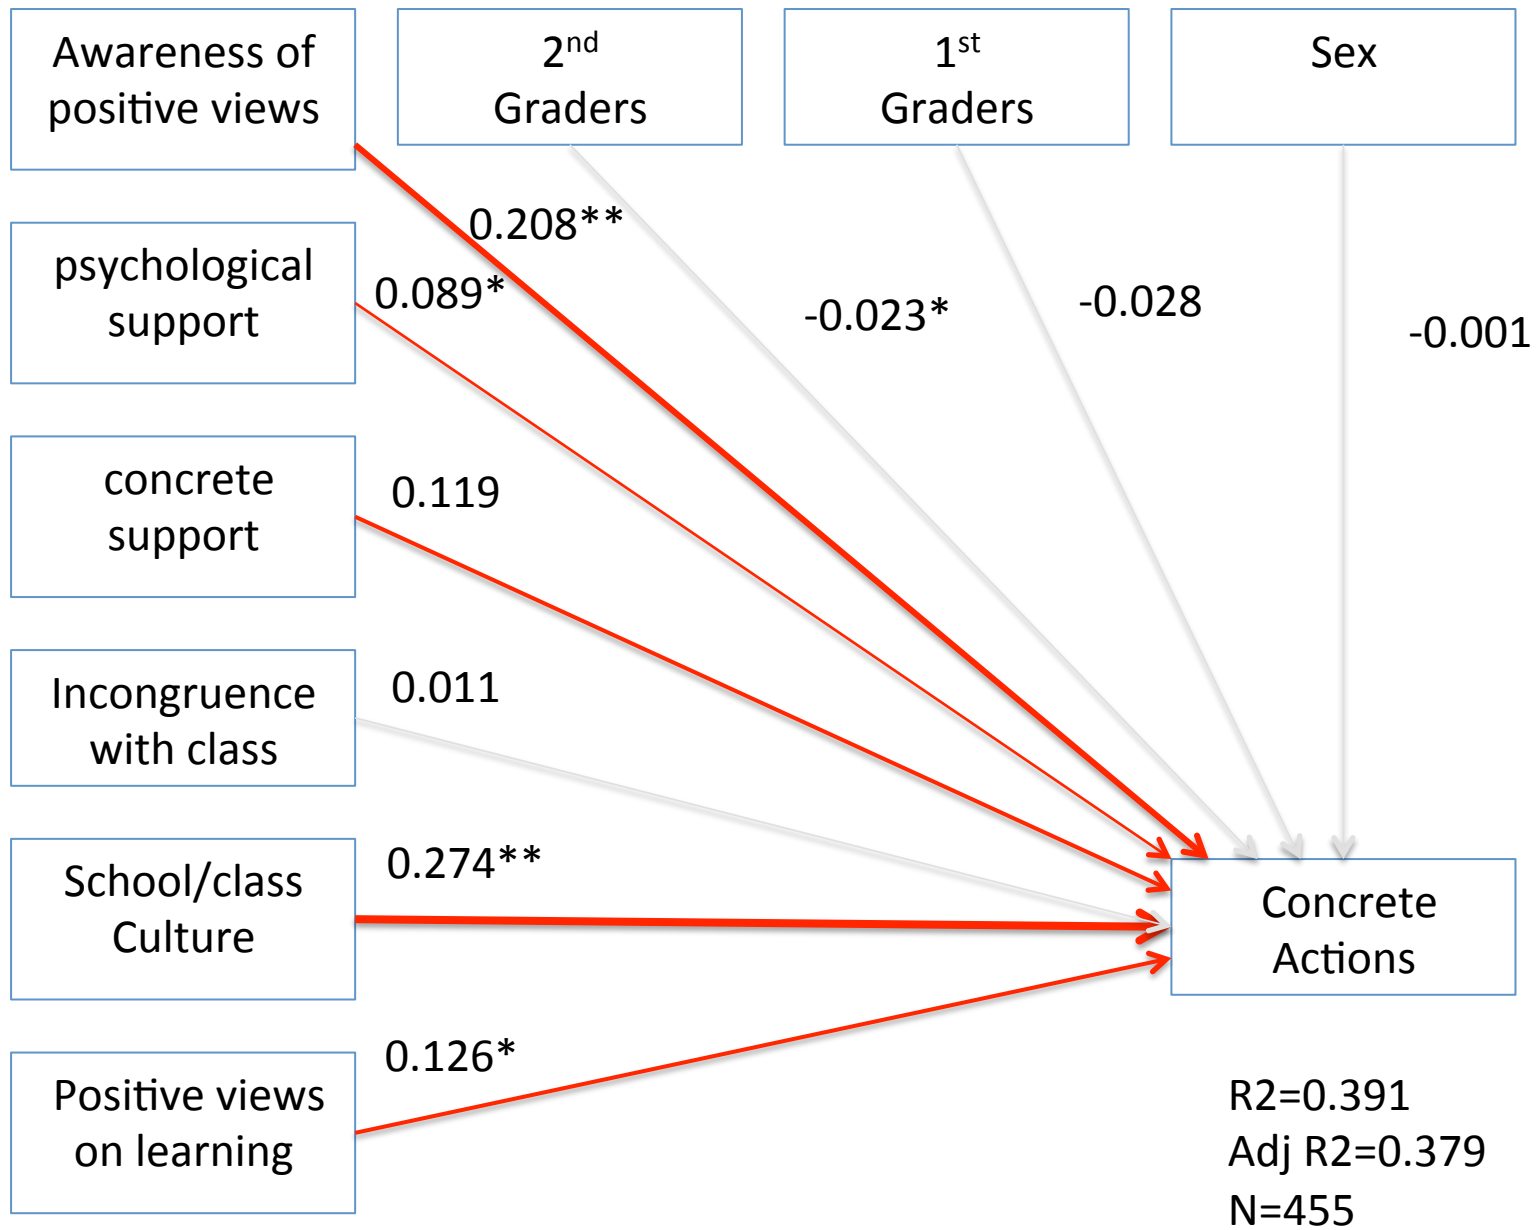 Awareness of
positive views
2nd
Graders
1st
Graders
Sex
0.208**
psychological
support
0.089*
-0.023*
-0.028
-0.001
concrete
support
0.119
Incongruence
with class
0.011
School/class
Culture
0.274**
Concrete
Actions
Positive views
on learning
0.126*
R2=0.391
Adj R2=0.379
N=455